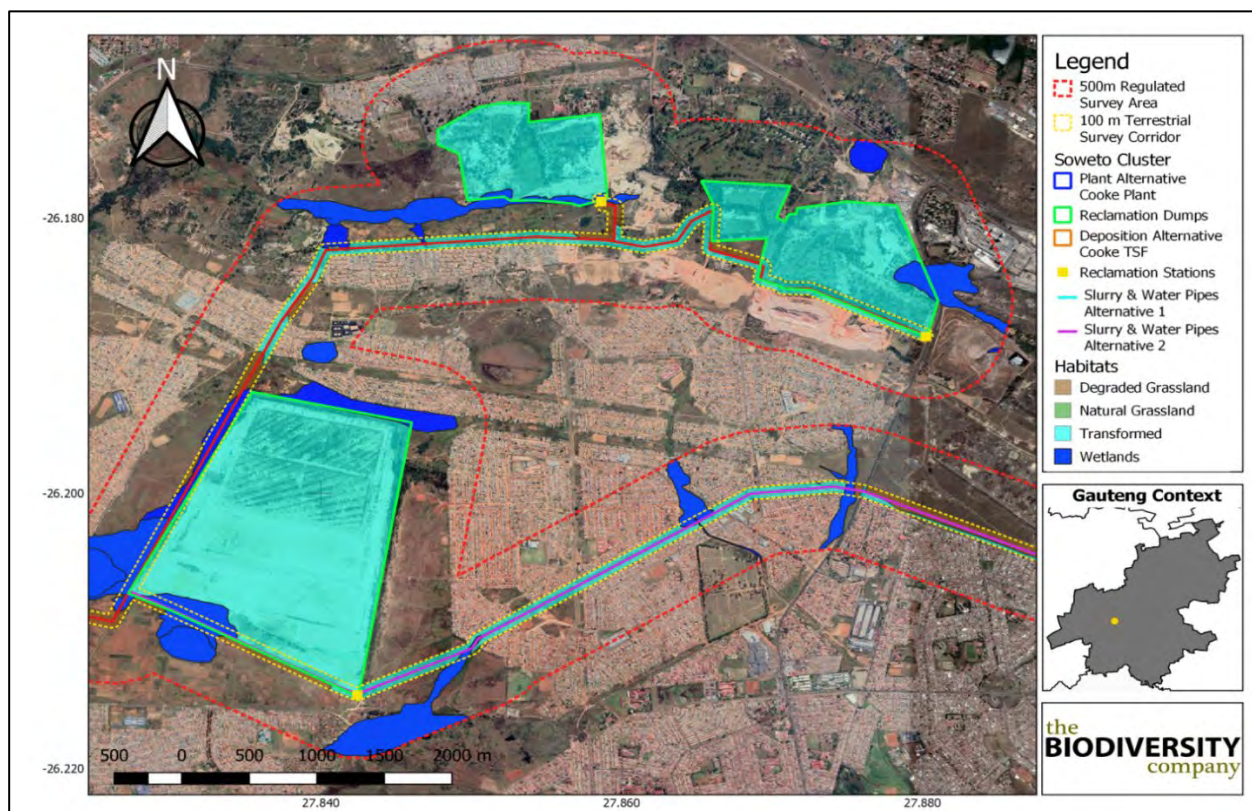 N
-26.180
-26.200
-26.220
500 0 500 1000 1500 2000 m
27.840 27.860 27.880
Legend
500m Regulated
Survey Area
100 m Terrestrial
Survey Corridor
Soweto Cluster
Plant Alternative
Cooke Plant
Reclamation Dumps
Deposition Alternative
Cooke TSF
Reclamation Stations
Slurry & Water Pipes
Alternative 1
Slurry & Water Pipes
Alternative 2
Habitats
Degraded Grassland
Natural Grassland
Transformed
Wetlands
Gauteng Context
the
BIODIVERSITY
company